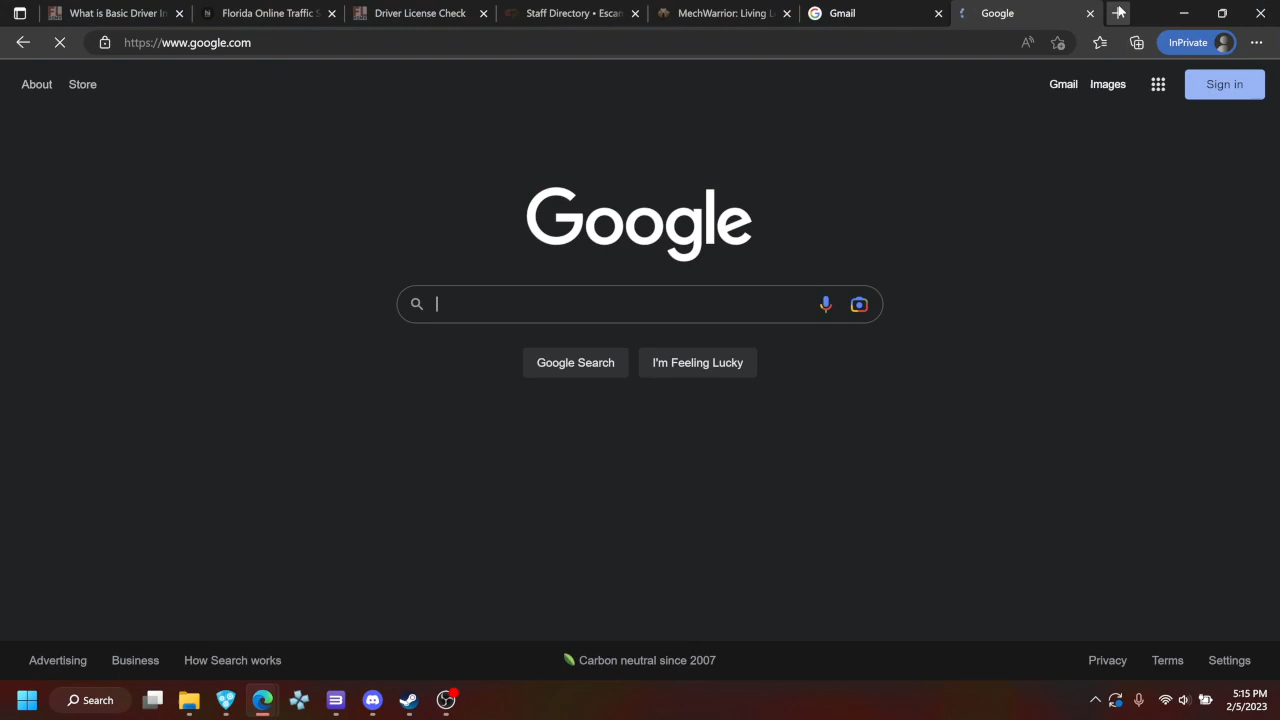 What is Basic Driver In
Florida Online Traffic S
Driver License Check
Staff Directory • Escan
MechWarrior: Living L
Gmail
Google
https://www.google.com
InPrivate
About
Store
Gmail
Images
Sign in
Google
Google Search
I'm Feeling Lucky
Advertising
Business
How Search works
Carbon neutral since 2007
Privacy
Terms
Settings
Search
5:15 PM
2/5/2023